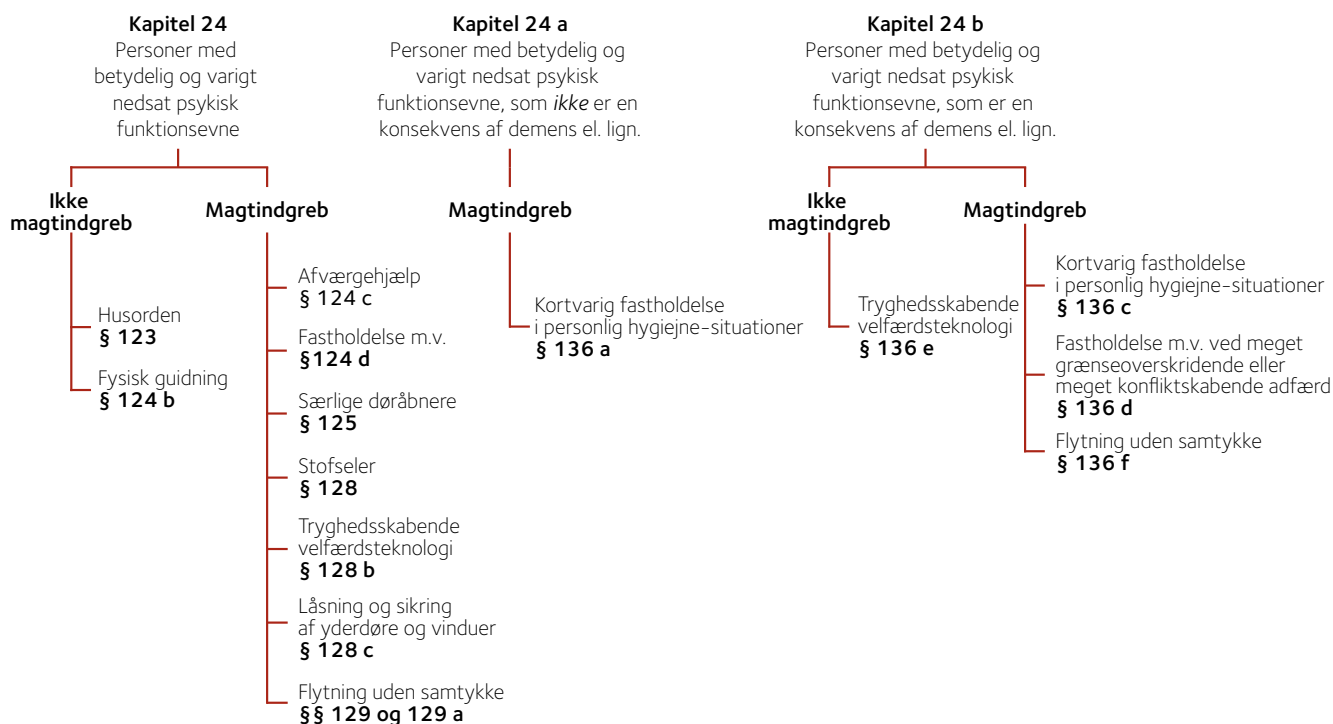 Kapitel 24
Personer med
betydelig og varigt
nedsat psykisk
funktionsevne
Ikke
magtindgreb
Husorden
§ 123
Fysisk guidning
§ 124 b
Magtindgreb
Afværgehjælp
§ 124 c
Fastholdelse m.v.
§124 d
Særlige døråbnere
§ 125
Stofseler
§ 128
Tryghedsskabende
velfærdsteknologi
§ 128 b
Låsning og sikring
af yderdøre og vinduer
§ 128 c
Flytning uden samtykke
§§ 129 og 129 a
Kapitel 24 a
Personer med betydelig og
varigt nedsat psykisk
funktionsevne, som ikke er en
konsekvens af demens el. lign.
Magtindgreb
Kortvarig fastholdelse
i personlig hygiejne-situationer
§ 136 a
Kapitel 24 b
Personer med betydelig og
varigt nedsat psykisk
funktionsevne, som er en
konsekvens af demens el. lign.
Ikke
magtindgreb
Tryghedsskabende
velfærdsteknologi
§ 136 e
Magtindgreb
Kortvarig fastholdelse
i personlig hygiejne-situationer
§ 136 c
Fastholdelse m.v. ved meget
grænseoverskridende eller
meget konfliktskabende adfærd
§ 136 d
Flytning uden samtykke
§ 136 f